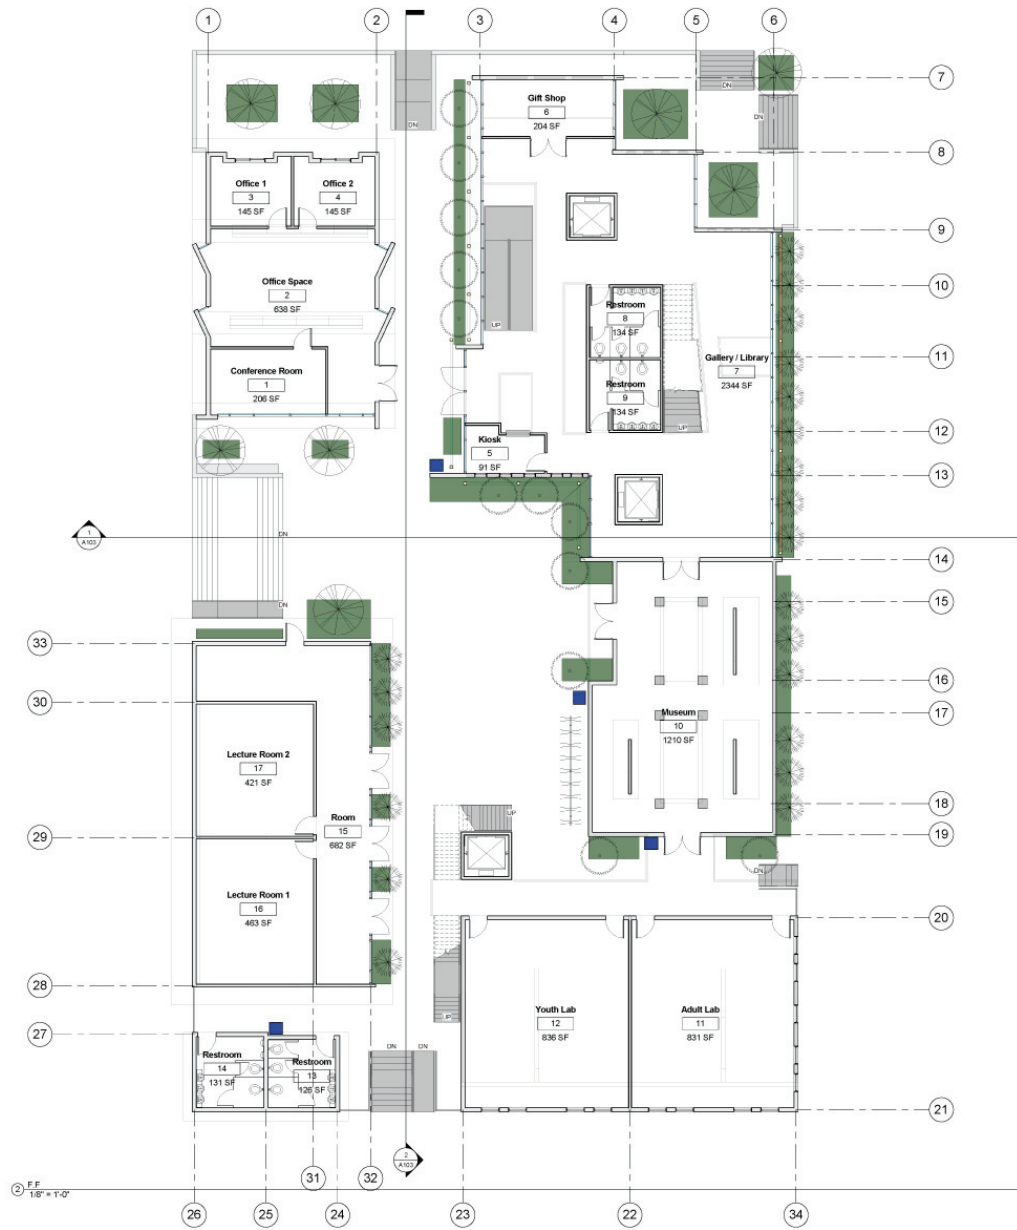 1
2
3
4
5
6
7
8
9
10
11
12
13
14
15
16
17
18
19
20
21
33
30
29
28
27
26
25
31
24
32
23
22
34
DN
DN
DN
Gift Shop
6
204 SF
Office 1
3
145 SF
Office 2
4
145 SF
Office Space
2
638 SF
Conference Room
1
206 SF
UP
Restroom
8
134 SF
Restroom
9
134 SF
Gallery / Library
7
2344 SF
UP
Kiosk
5
91 SF
1
A103
DN
DN
Museum
10
1210 SF
Lecture Room 2
17
421 SF
Room
15
682 SF
Lecture Room 1
16
463 SF
UP
DN
UP
UP
Youth Lab
12
836 SF
Adult Lab
11
831 SF
Restroom
14
131 SF
Restroom
13
126 SF
DN
DN
2
A103
2
F.F
1/8" = 1'-0"